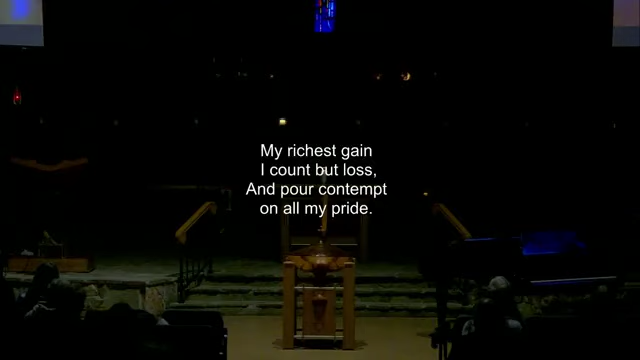 My richest gain
I count but loss,
And pour contempt
on all my pride.